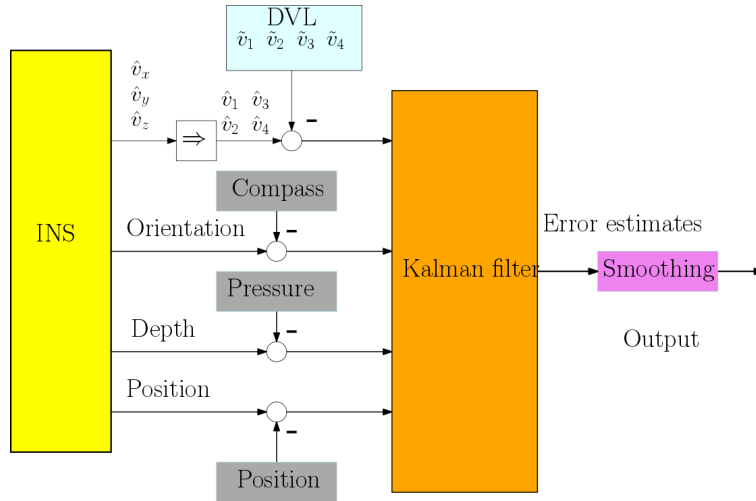 DVL
ṽ₁ ṽ₂ ṽ₃ ṽ₄
v̂ₓ
v̂ᵧ
v̂_z
v̂₁ v̂₃
v̂₂ v̂₄
⇒
-
Compass
INS
Orientation
-
Error estimates
Kalman filter
Smoothing
Pressure
Depth
-
Output
Position
-
Position